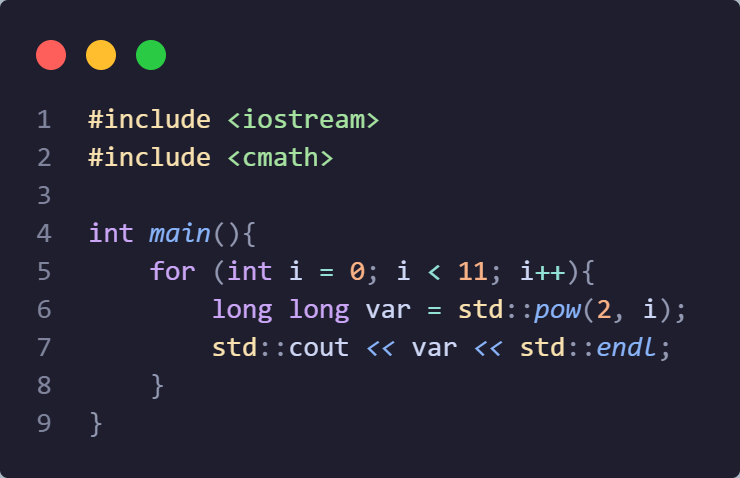 1 #include <iostream>
2 #include <cmath>
3
4 int main(){
5     for (int i = 0; i < 11; i++){
6         long long var = std::pow(2, i);
7         std::cout << var << std::endl;
8     }
9 }